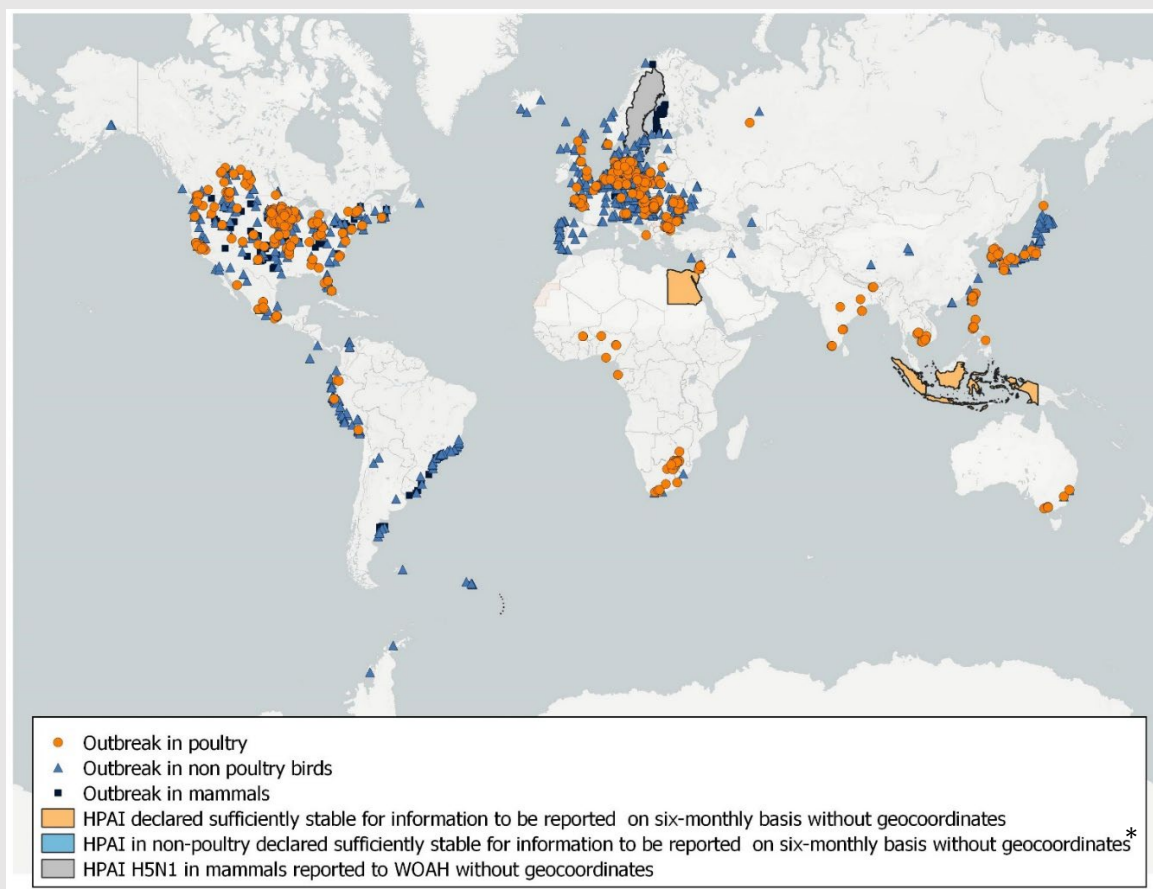 Outbreak in poultry
Outbreak in non poultry birds
Outbreak in mammals
HPAI declared sufficiently stable for information to be reported on six-monthly basis without geocoordinates
HPAI in non-poultry declared sufficiently stable for information to be reported on six-monthly basis without geocoordinates*
HPAI H5N1 in mammals reported to WOAH without geocoordinates